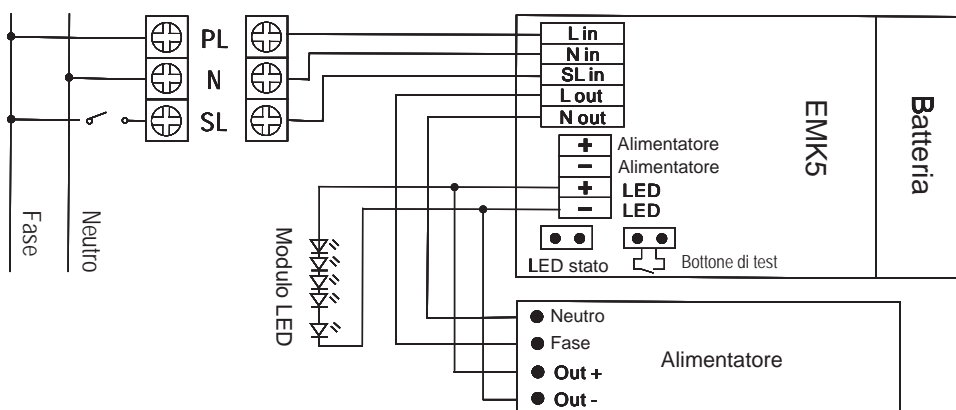 PL
N
SL
L in
N in
SL in
L out
N out
+ Alimentatore
- Alimentatore
+ LED
- LED
LED stato
Bottone di test
EMK5
Batteria
Fase
Neutro
Modulo LED
Neutro
Fase
Out +
Out -
Alimentatore